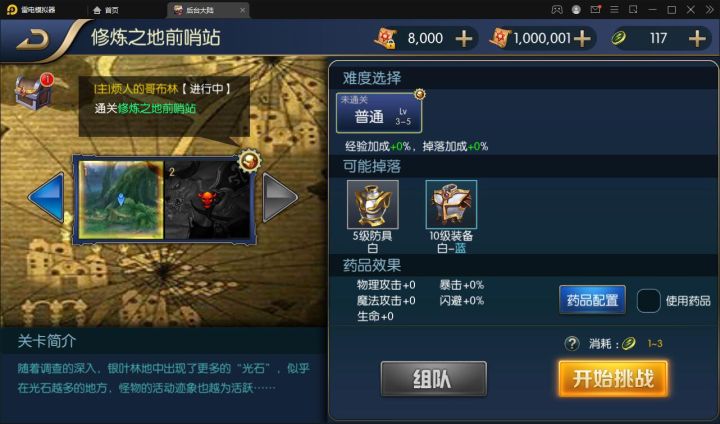 雷电模拟器
首页
后台大陆
修炼之地前哨站
8,000
1,000,001
117
1
[主]烦人的哥布林【进行中】
通关修炼之地前哨站
1
2
关卡简介
随着调查的深入，银叶林地中出现了更多的“光石”，似乎
在光石越多的地方，怪物的活动迹象也越为活跃……
难度选择
未通关
普通
Lv
3-5
经验加成+0%，掉落加成+0%
可能掉落
5级防具
白
10级装备
白-蓝
药品效果
物理攻击+0
暴击+0%
魔法攻击+0
闪避+0%
生命+0
药品配置
使用药品
? 消耗：1~3
组队
开始挑战